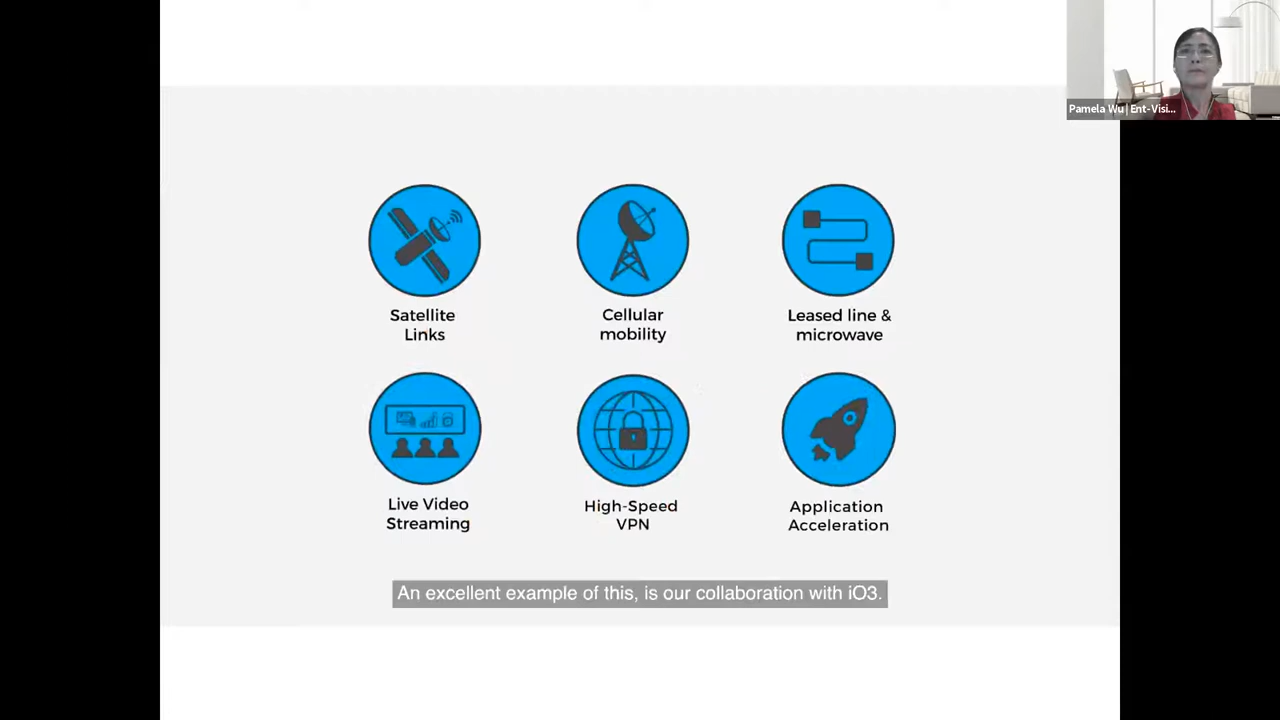 Pamela Wu | Ent-Visi...
Satellite
Links
Cellular
mobility
Leased line &
microwave
Live Video
Streaming
High-Speed
VPN
Application
Acceleration
An excellent example of this, is our collaboration with iO3.